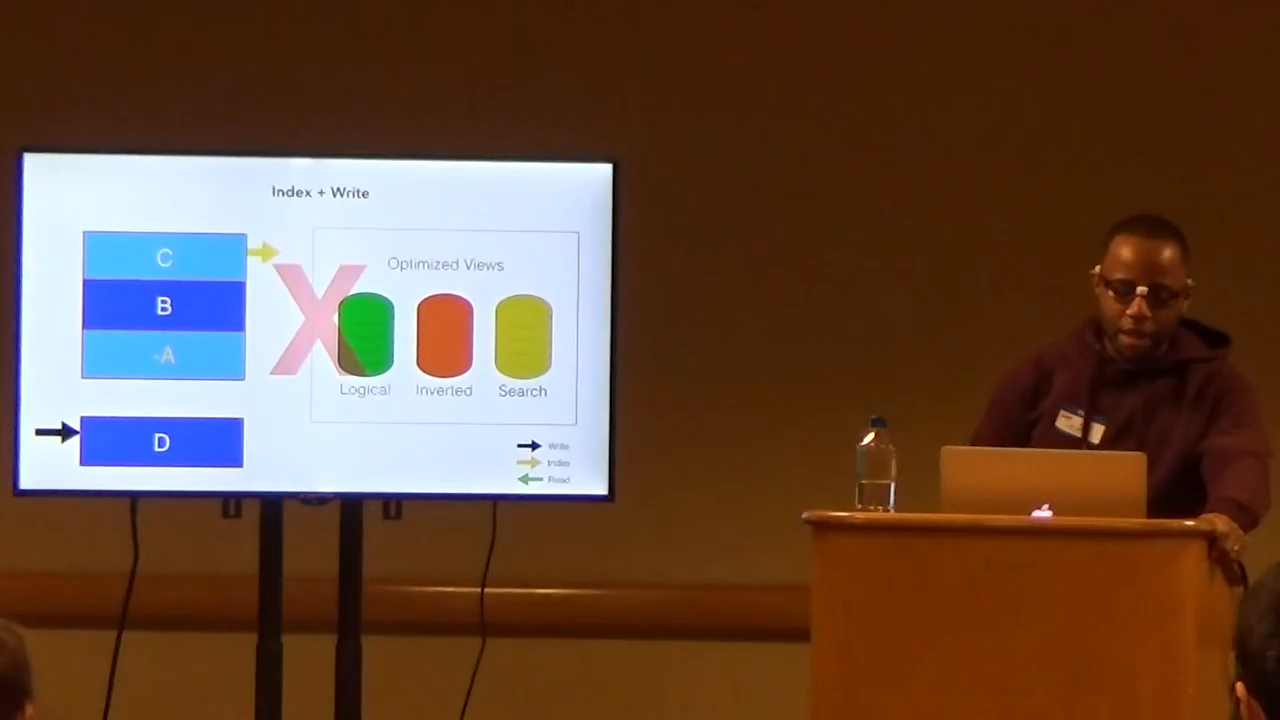 Index + Write
C
B
-A
D
X
Optimized Views
Logical
Inverted
Search
Write
Index
Read